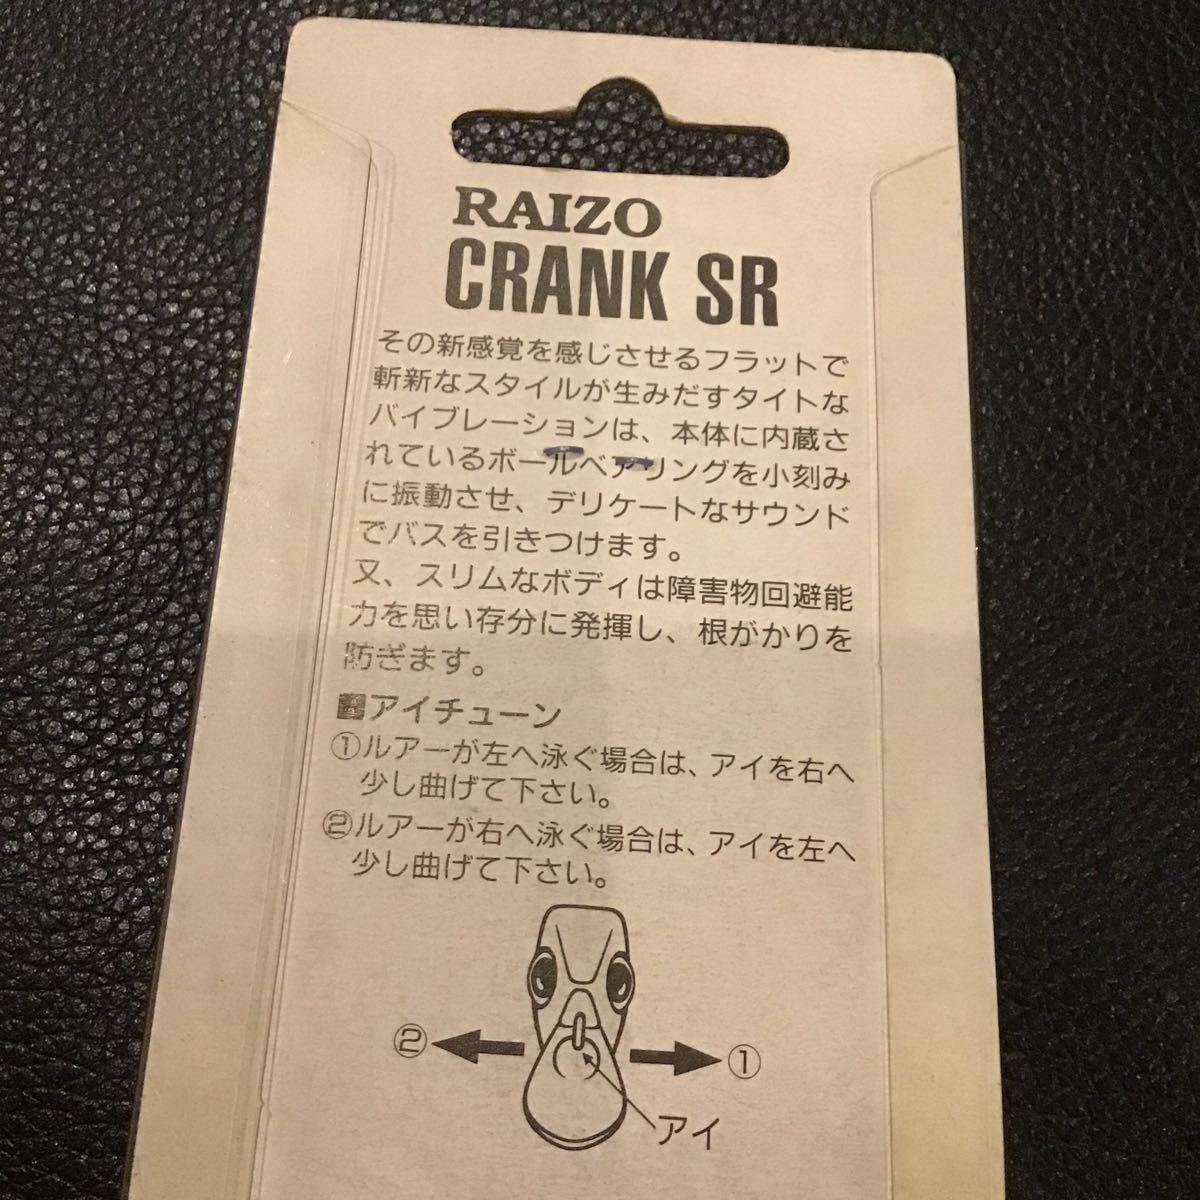 RAIZO
CRANK SR
その新感覚を感じさせるフラットで
斬新なスタイルが生みだすタイトな
バイブレーションは、本体に内蔵さ
れているボールベアリングを小刻み
に振動させ、デリケートなサウンド
でバスを引きつけます。
又、スリムなボディは障害物回避能
力を思い存分に発揮し、根がかりを
防ぎます。
■アイチューン
①ルアーが左へ泳ぐ場合は、アイを右へ
少し曲げて下さい。
②ルアーが右へ泳ぐ場合は、アイを左へ
少し曲げて下さい。
② ①
アイ